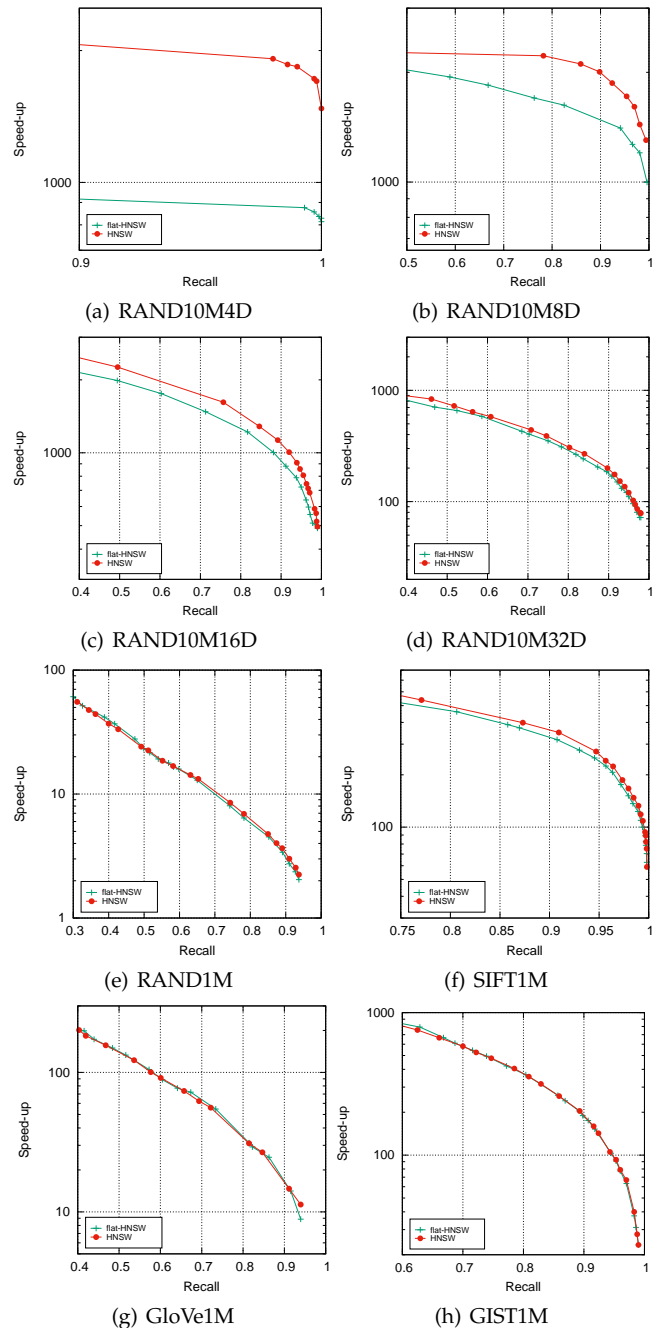 Speed-up
1000
flat-HNSW
HNSW
0.9 1
Recall
(a) RAND10M4D
Speed-up
1000
flat-HNSW
HNSW
0.5 0.6 0.7 0.8 0.9 1
Recall
(b) RAND10M8D
Speed-up
1000
flat-HNSW
HNSW
0.4 0.5 0.6 0.7 0.8 0.9 1
Recall
(c) RAND10M16D
Speed-up
1000
100
flat-HNSW
HNSW
0.4 0.5 0.6 0.7 0.8 0.9 1
Recall
(d) RAND10M32D
Speed-up
100
10
1
flat-HNSW
HNSW
0.3 0.4 0.5 0.6 0.7 0.8 0.9 1
Recall
(e) RAND1M
Speed-up
100
flat-HNSW
HNSW
0.75 0.8 0.85 0.9 0.95 1
Recall
(f) SIFT1M
Speed-up
100
10
flat-HNSW
HNSW
0.4 0.5 0.6 0.7 0.8 0.9 1
Recall
(g) GloVe1M
Speed-up
1000
100
flat-HNSW
HNSW
0.6 0.7 0.8 0.9 1
Recall
(h) GIST1M